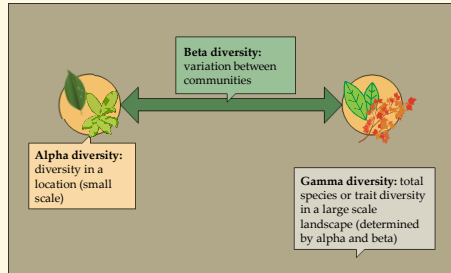 Beta diversity:
variation between
communities
Alpha diversity:
diversity in a
location (small
scale)
Gamma diversity: total
species or trait diversity
in a large scale
landscape (determined
by alpha and beta)